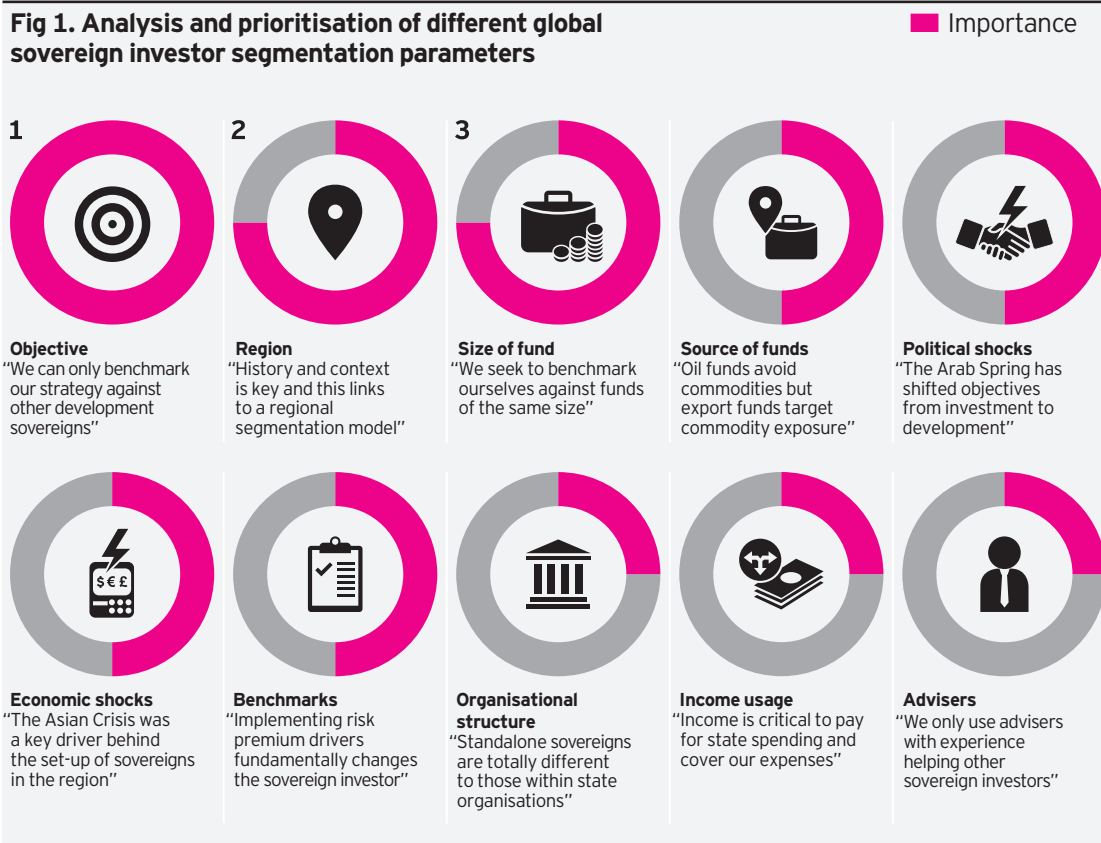 Fig 1. Analysis and prioritisation of different global
sovereign investor segmentation parameters
Importance
1
Objective
“We can only benchmark
our strategy against
other development
sovereigns”
2
Region
“History and context
is key and this links
to a regional
segmentation model”
3
Size of fund
“We seek to benchmark
ourselves against funds
of the same size”
Source of funds
“Oil funds avoid
commodities but
export funds target
commodity exposure”
Political shocks
“The Arab Spring has
shifted objectives
from investment to
development”
$€£
Economic shocks
“The Asian Crisis was
a key driver behind
the set-up of sovereigns
in the region”
Benchmarks
“Implementing risk
premium drivers
fundamentally changes
the sovereign investor”
Organisational
structure
“Standalone sovereigns
are totally different
to those within state
organisations”
Income usage
“Income is critical to pay
for state spending and
cover our expenses”
Advisers
“We only use advisers
with experience
helping other
sovereign investors”